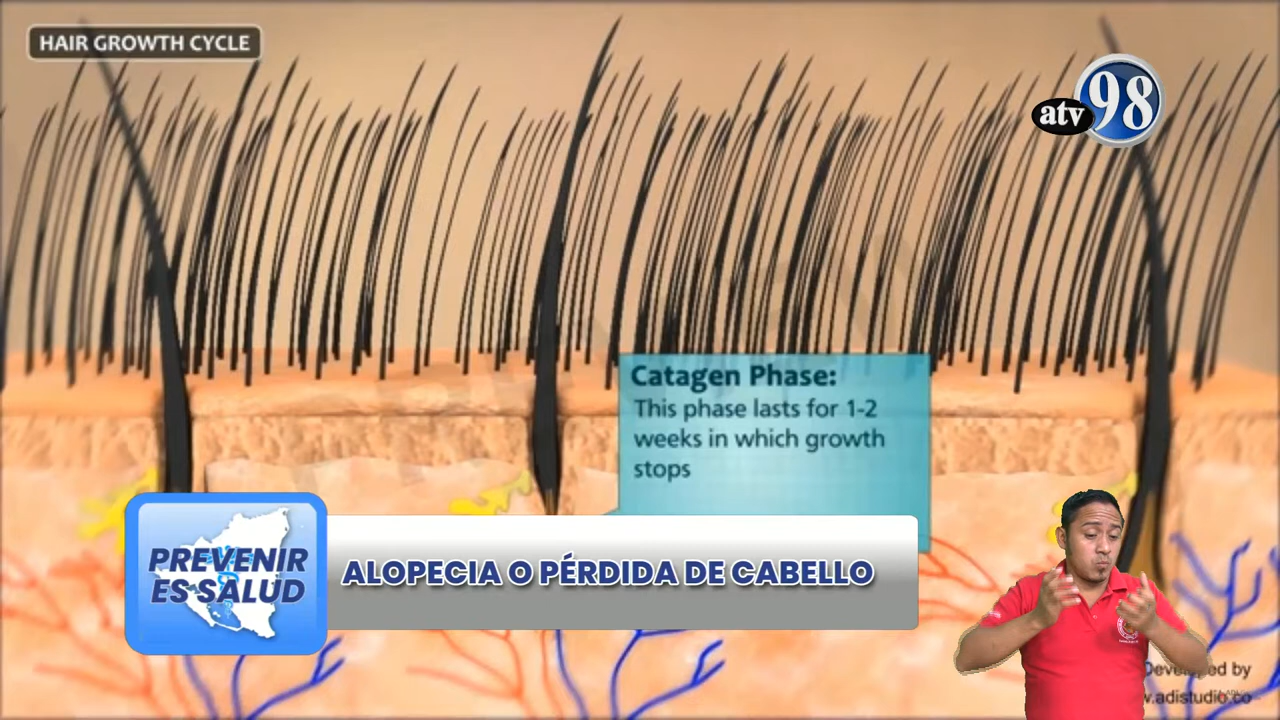 HAIR GROWTH CYCLE
atv 98
Catagen Phase:
This phase lasts for 1-2
weeks in which growth
stops
PREVENIR
ES SALUD
ALOPECIA O PÉRDIDA DE CABELLO
Developed by